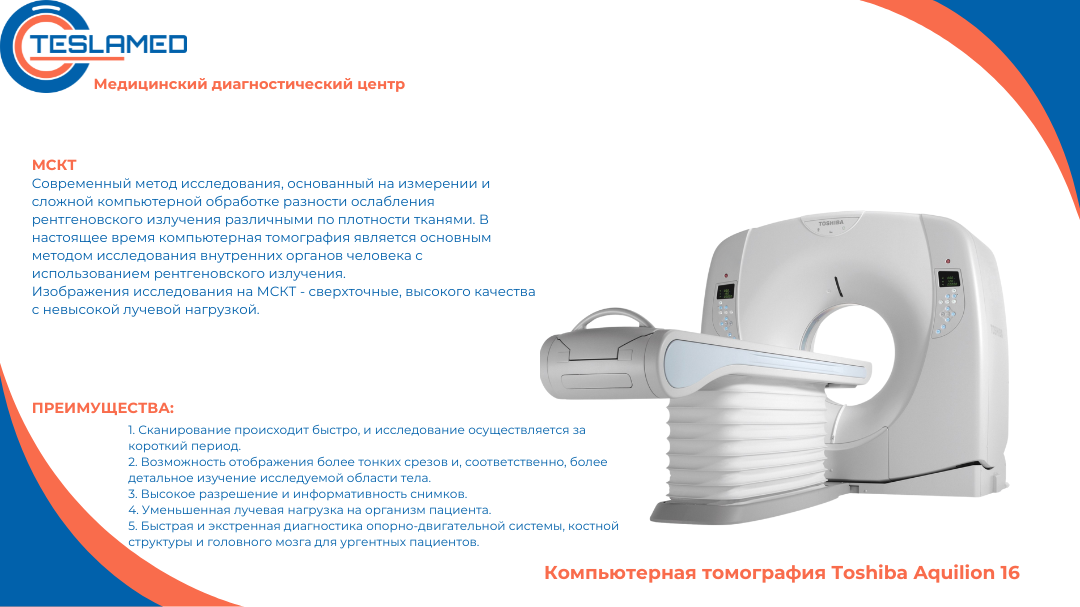 TESLAMED
Медицинский диагностический центр
МСКТ
Современный метод исследования, основанный на измерении и
сложной компьютерной обработке разности ослабления
рентгеновского излучения различными по плотности тканями. В
настоящее время компьютерная томография является основным
методом исследования внутренних органов человека с
использованием рентгеновского излучения.
Изображения исследования на МСКТ - сверхточные, высокого качества
с невысокой лучевой нагрузкой.
TOSHIBA
ПРЕИМУЩЕСТВА:
1. Сканирование происходит быстро, и исследование осуществляется за
короткий период.
2. Возможность отображения более тонких срезов и, соответственно, более
детальное изучение исследуемой области тела.
3. Высокое разрешение и информативность снимков.
4. Уменьшенная лучевая нагрузка на организм пациента.
5. Быстрая и экстренная диагностика опорно-двигательной системы, костной
структуры и головного мозга для ургентных пациентов.
Компьютерная томография Toshiba Aquilion 16